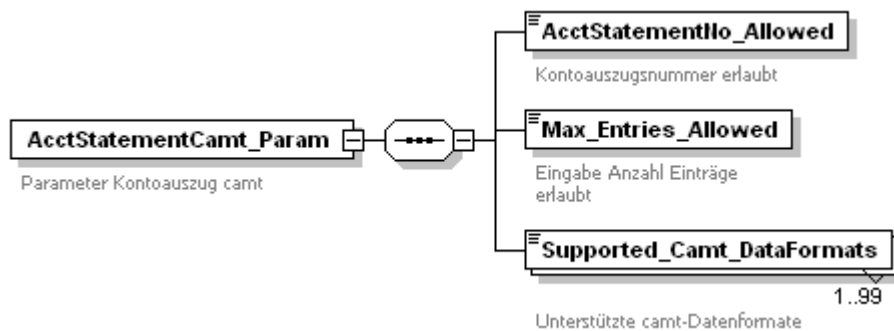 AcctStatementNo_Allowed
Kontoauszugsnummer erlaubt
AcctStatementCamt_Param
Parameter Kontoauszug camt
Max_Entries_Allowed
Eingabe Anzahl Einträge
erlaubt
Supported_Camt_DataFormats
1..99
Unterstützte camt-Datenformate